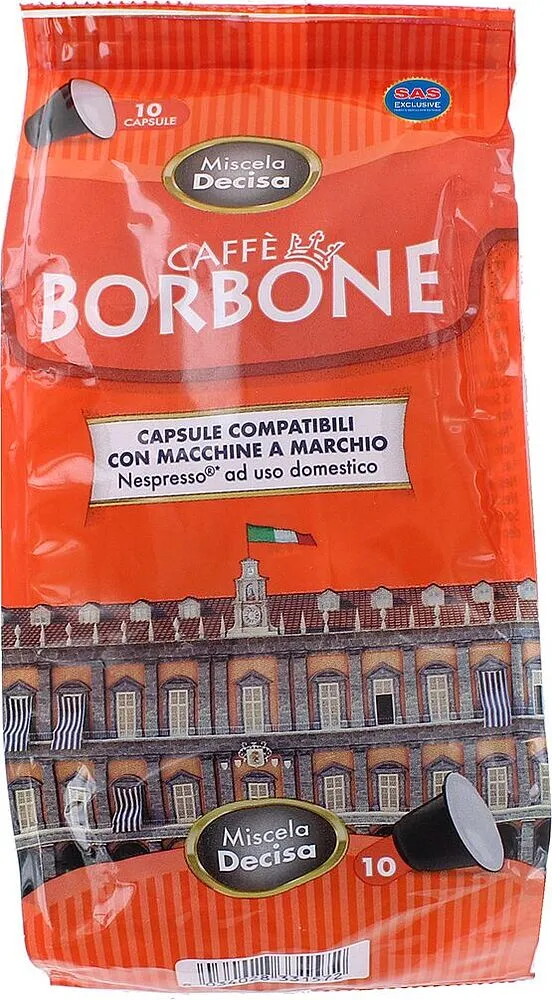 10
CAPSULE
SAS
EXCLUSIVE
Miscela
Decisa
CAFFÈ
BORBONE
CAPSULE COMPATIBILI
CON MACCHINE A MARCHIO
Nespresso®* ad uso domestico
Miscela
Decisa
10